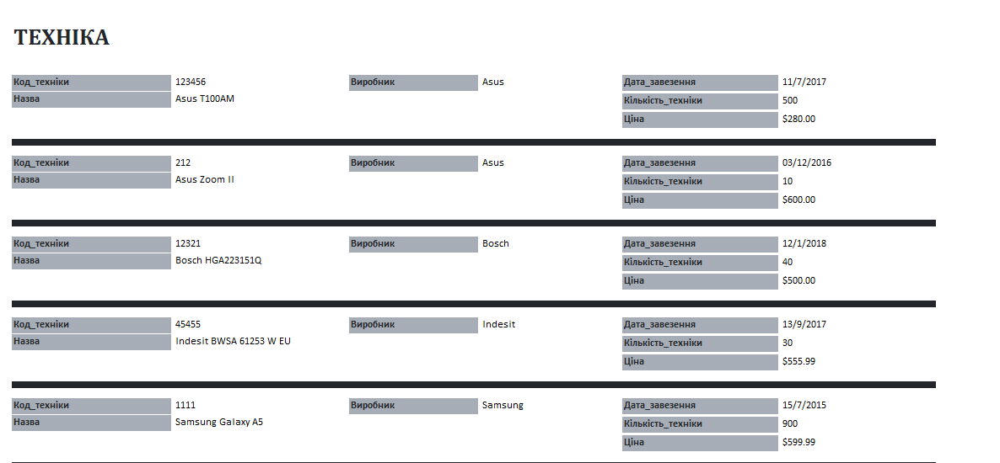 ТЕХНІКА
Код_техніки 123456 Виробник Asus Дата_завезення 11/7/2017
Назва Asus T100AM Кількість_техніки 500
Ціна $280.00
Код_техніки 212 Виробник Asus Дата_завезення 03/12/2016
Назва Asus Zoom II Кількість_техніки 10
Ціна $600.00
Код_техніки 12321 Виробник Bosch Дата_завезення 12/1/2018
Назва Bosch HGA223151Q Кількість_техніки 40
Ціна $500.00
Код_техніки 45455 Виробник Indesit Дата_завезення 13/9/2017
Назва Indesit BWSA 61253 W EU Кількість_техніки 30
Ціна $555.99
Код_техніки 1111 Виробник Samsung Дата_завезення 15/7/2015
Назва Samsung Galaxy A5 Кількість_техніки 900
Ціна $599.99